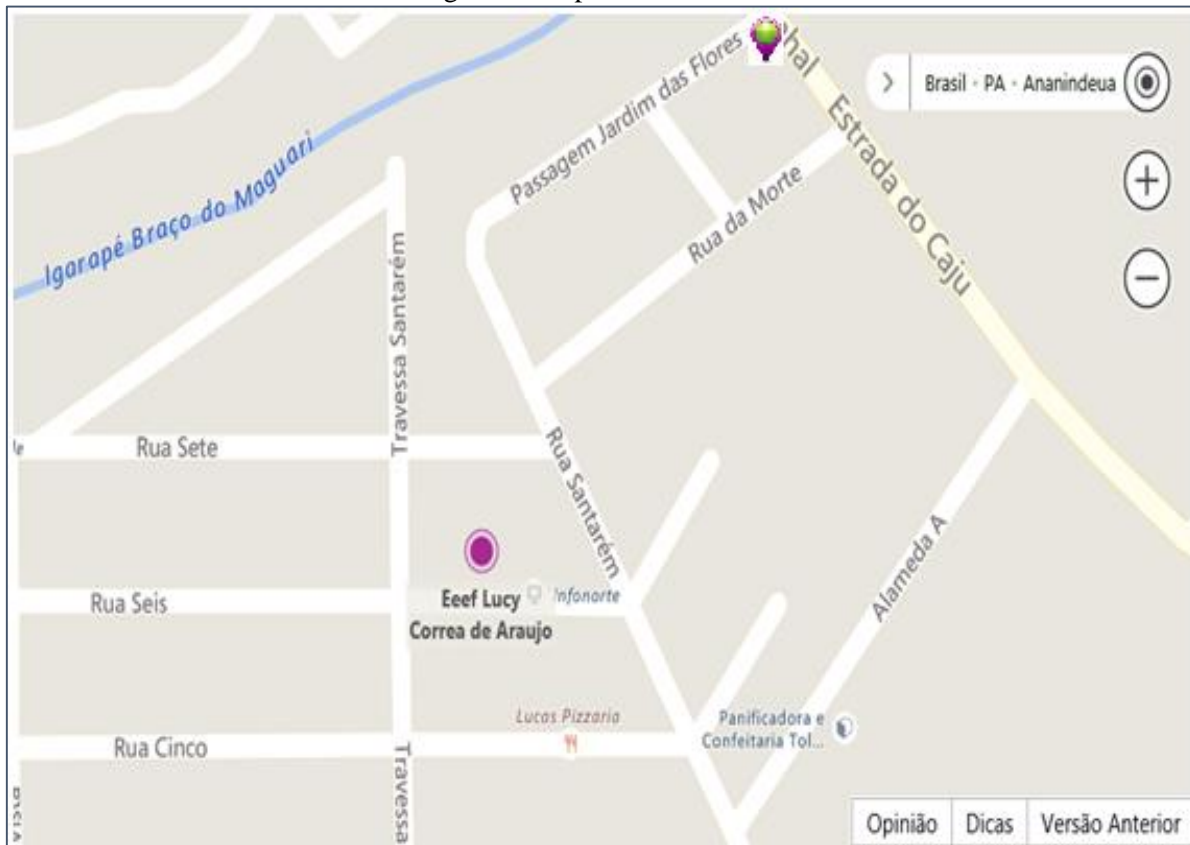 Passagem Jardim das Flores
Brasil · PA · Ananindeua
Estrada do Caju
Igarapé Braço do Maguari
Rua da Morte
Travessa Santarém
Rua Sete
Rua Santarém
Alameda A
Rua Seis
Eeef Lucy
Correa de Araujo
Infonorte
Lucas Pizzaria
Panificadora e
Confeitaria Tol...
Rua Cinco
Travessa
Opinião
Dicas
Versão Anterior